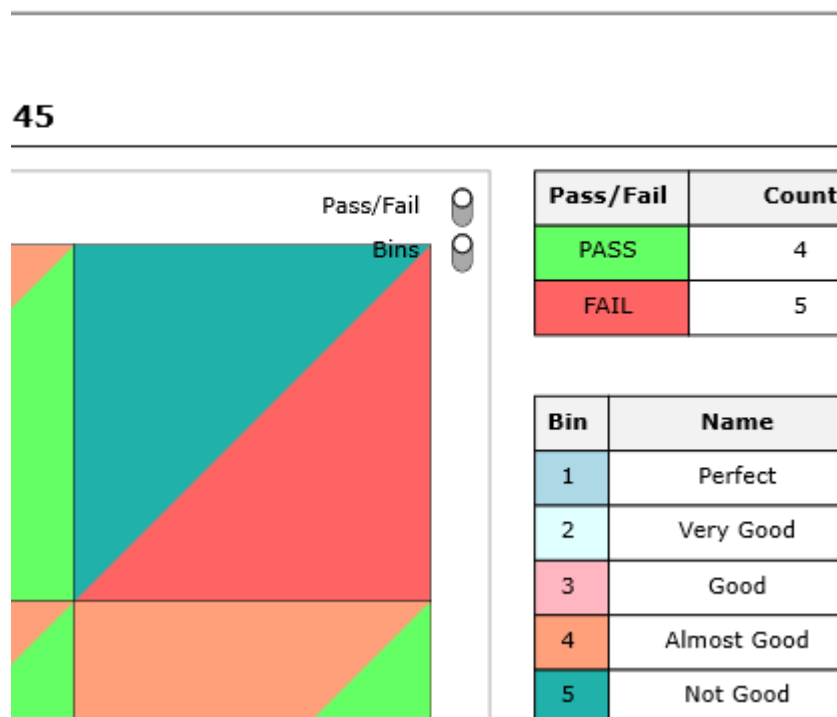 45
Pass/Fail
Bins
Pass/Fail Count
PASS 4
FAIL 5
Bin Name
1 Perfect
2 Very Good
3 Good
4 Almost Good
5 Not Good